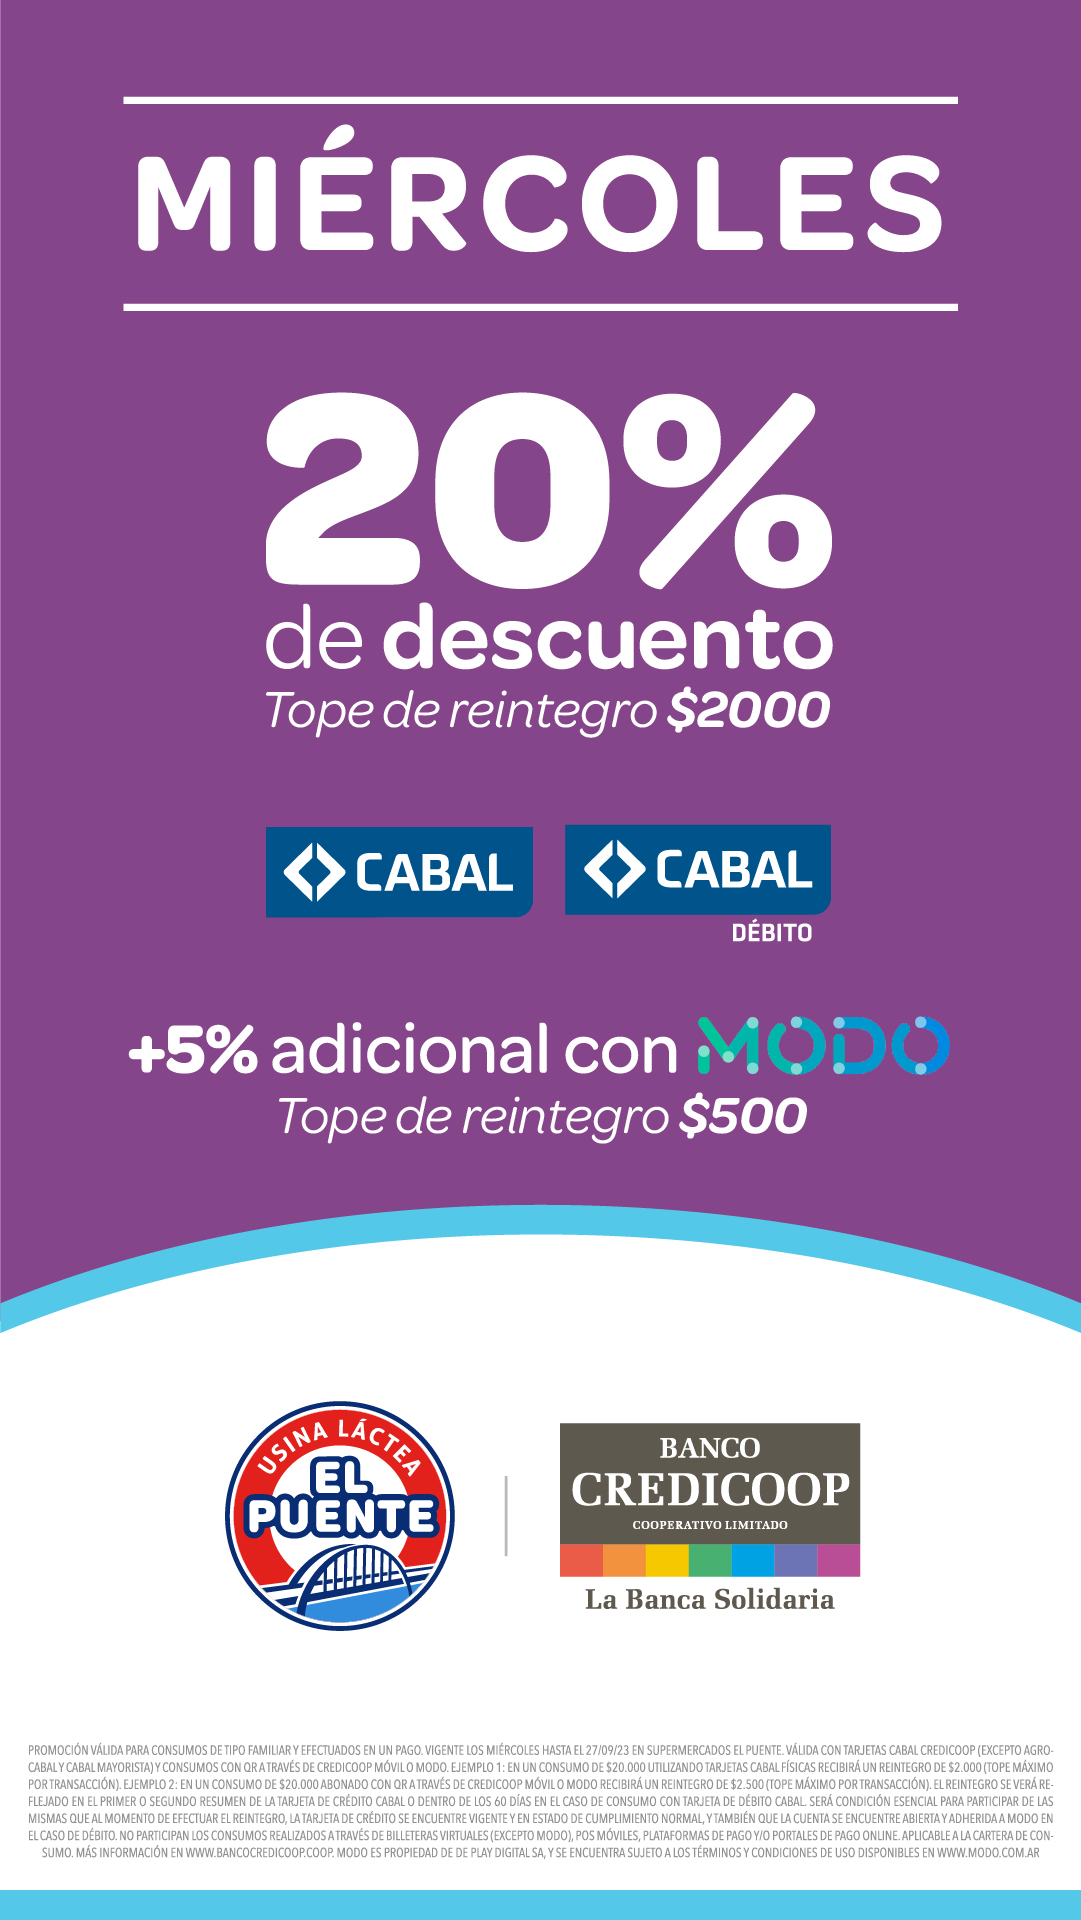 MIÉRCOLES
20%
de descuento
Tope de reintegro $2000
CABAL
CABAL
DÉBITO
+5% adicional con MODO
Tope de reintegro $500
USINA LÁCTEA
EL
PUENTE
BANCO
CREDICOOP
COOPERATIVO LIMITADO
La Banca Solidaria
PROMOCIÓN VÁLIDA PARA CONSUMOS DE TIPO FAMILIAR Y EFECTUADOS EN UN PAGO. VIGENTE LOS MIÉRCOLES HASTA EL 27/09/23 EN SUPERMERCADOS EL PUENTE. VÁLIDA CON TARJETAS CABAL CREDICOOP (EXCEPTO AGRO-
CABAL Y CABAL MAYORISTA) Y CONSUMOS CON QR A TRAVÉS DE CREDICOOP MÓVIL O MODO. EJEMPLO 1: EN UN CONSUMO DE $20.000 UTILIZANDO TARJETAS CABAL FÍSICAS RECIBIRÁ UN REINTEGRO DE $2.000 (TOPE MÁXIMO
POR TRANSACCIÓN). EJEMPLO 2: EN UN CONSUMO DE $20.000 ABONADO CON QR A TRAVÉS DE CREDICOOP MÓVIL O MODO RECIBIRÁ UN REINTEGRO DE $2.500 (TOPE MÁXIMO POR TRANSACCIÓN). EL REINTEGRO SE VERÁ RE-
FLEJADO EN EL PRIMER O SEGUNDO RESUMEN DE LA TARJETA DE CRÉDITO CABAL O DENTRO DE LOS 60 DÍAS EN EL CASO DE CONSUMO CON TARJETA DE DÉBITO CABAL. SERÁ CONDICIÓN ESENCIAL PARA PARTICIPAR DE LAS
MISMAS QUE AL MOMENTO DE EFECTUAR EL REINTEGRO, LA TARJETA DE CRÉDITO SE ENCUENTRE VIGENTE Y EN ESTADO DE CUMPLIMIENTO NORMAL, Y TAMBIÉN QUE LA CUENTA SE ENCUENTRE ABIERTA Y ADHERIDA A MODO EN
EL CASO DE DÉBITO. NO PARTICIPAN LOS CONSUMOS REALIZADOS A TRAVÉS DE BILLETERAS VIRTUALES (EXCEPTO MODO), POS MÓVILES, PLATAFORMAS DE PAGO Y/O PORTALES DE PAGO ONLINE. APLICABLE A LA CARTERA DE CON-
SUMO. MÁS INFORMACIÓN EN WWW.BANCOCREDICOOP.COOP. MODO ES PROPIEDAD DE DE PLAY DIGITAL SA, Y SE ENCUENTRA SUJETO A LOS TÉRMINOS Y CONDICIONES DE USO DISPONIBLES EN WWW.MODO.COM.AR